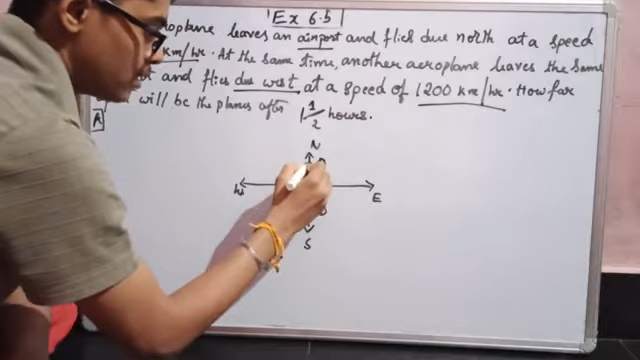 Ex 6.5
roplane leaves an airport and flies due north at a speed
km/hr. At the same time, another aeroplane leaves the same
and flies due west, at a speed of 1200 km/hr. How far
will be the planes after 1 1/2 hours.
A
N
W
E
S